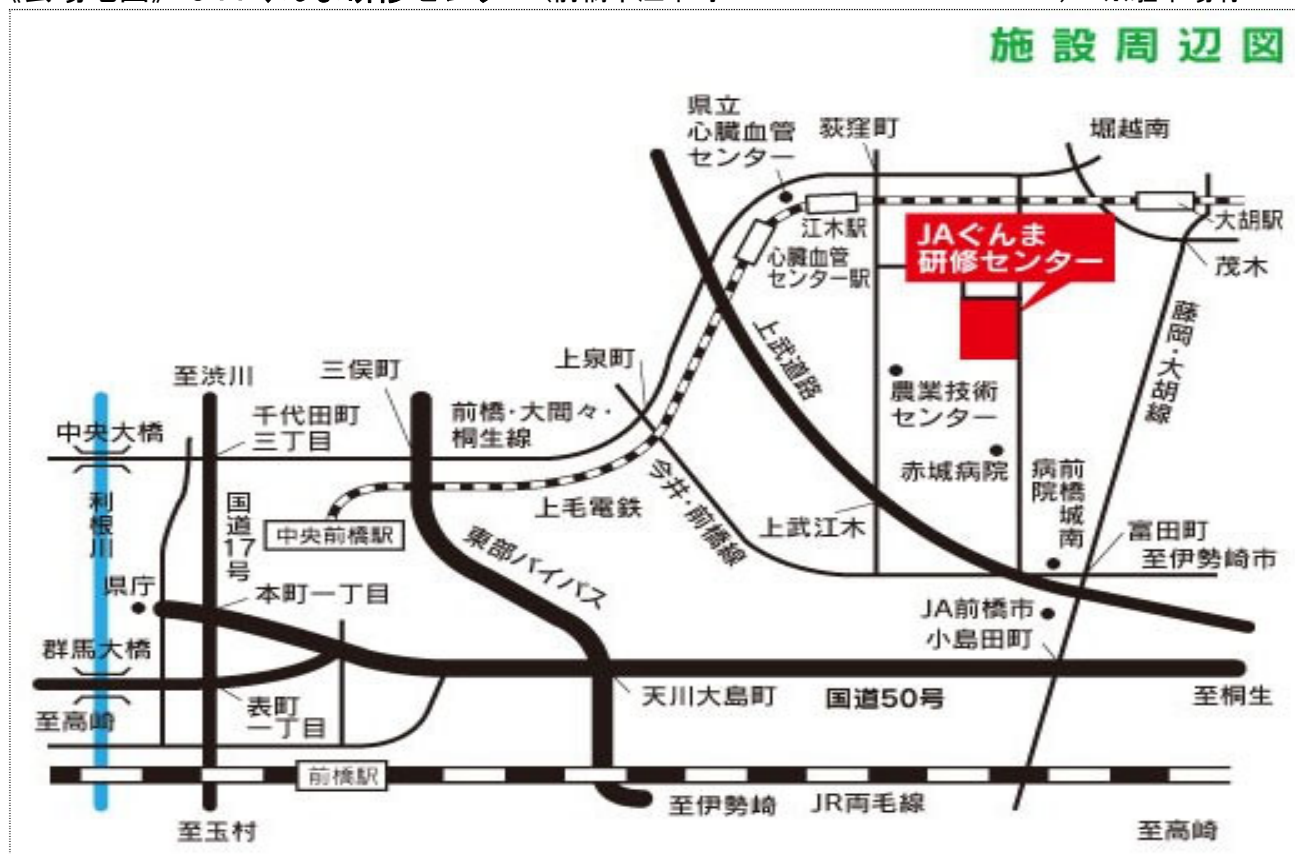 施設周辺図
県立
心臓血管
センター
荻窪町
堀越南
江木駅
大胡駅
JAぐんま
研修センター
心臓血管
センター駅
茂木
藤岡・大胡線
上武道路
上泉町
三俣町
至渋川
農業技術
センター
千代田町
三丁目
前橋・大間々・
桐生線
中央大橋
赤城病院
前橋城南
病院
今井・前橋線
利根川
国道17号
上毛電鉄
中央前橋駅
上武江木
富田町
至伊勢崎市
東部バイパス
県庁
本町一丁目
JA前橋市
小島田町
群馬大橋
表町
一丁目
天川大島町
国道50号
至桐生
至高崎
前橋駅
至伊勢崎
JR両毛線
至玉村
至高崎